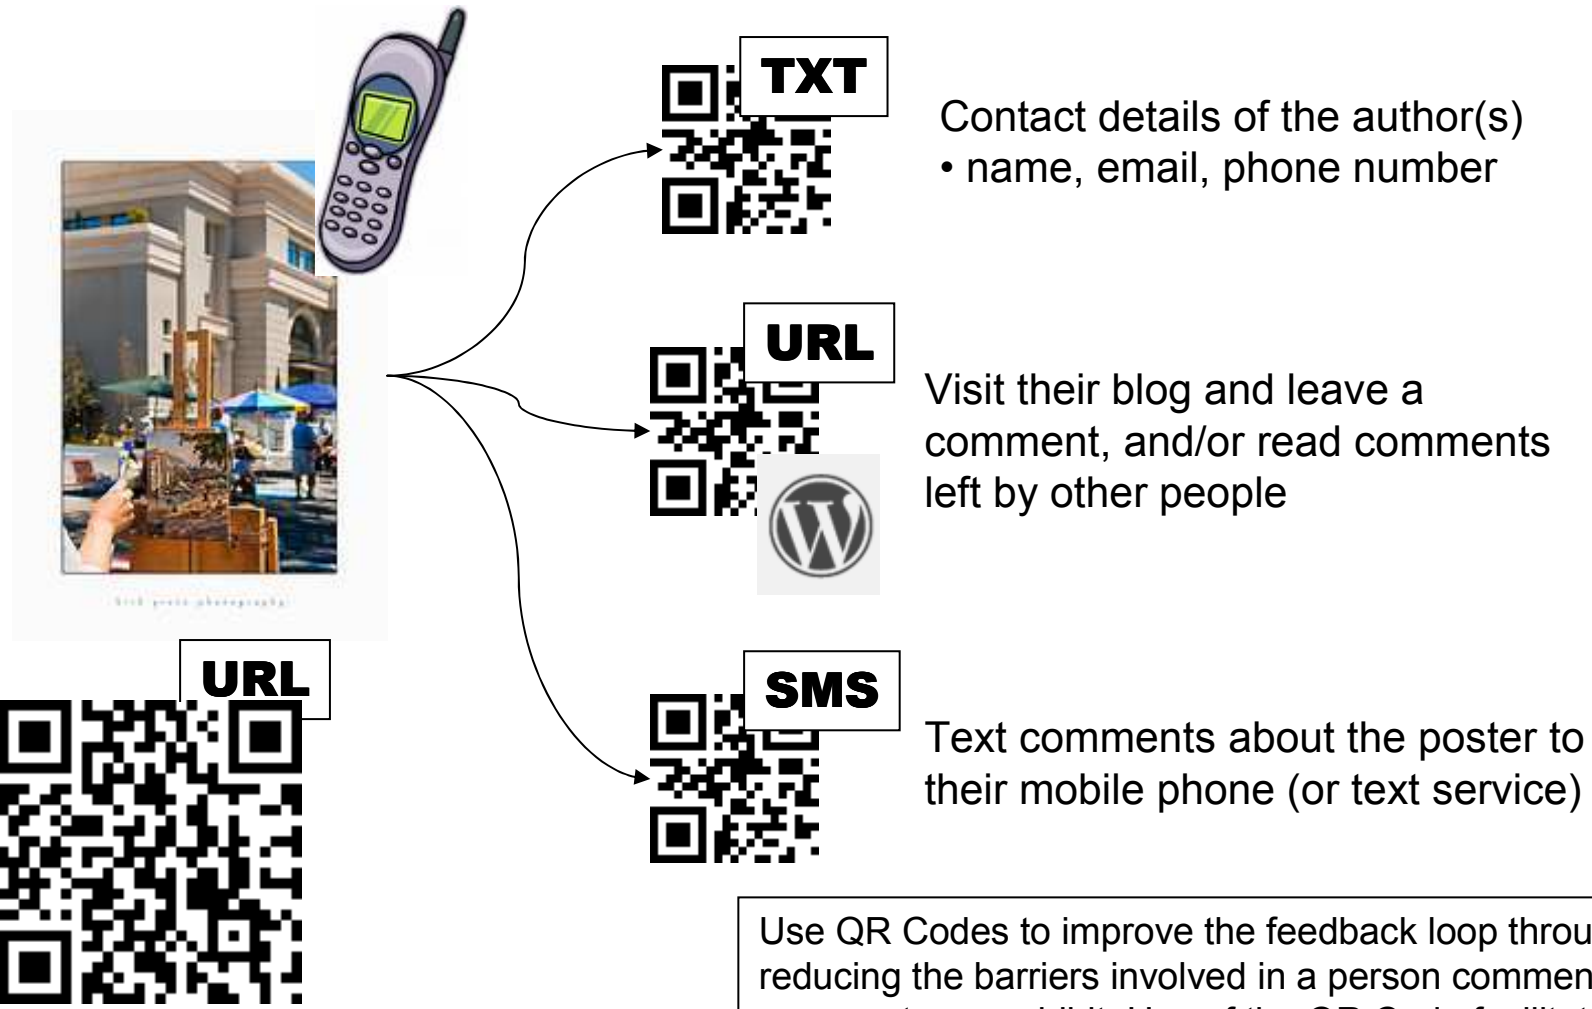 TXT
Contact details of the author(s)
• name, email, phone number
URL
Visit their blog and leave a
comment, and/or read comments
left by other people
URL
SMS
Text comments about the poster to
their mobile phone (or text service)
Use QR Codes to improve the feedback loop throu
reducing the barriers involved in a person commen